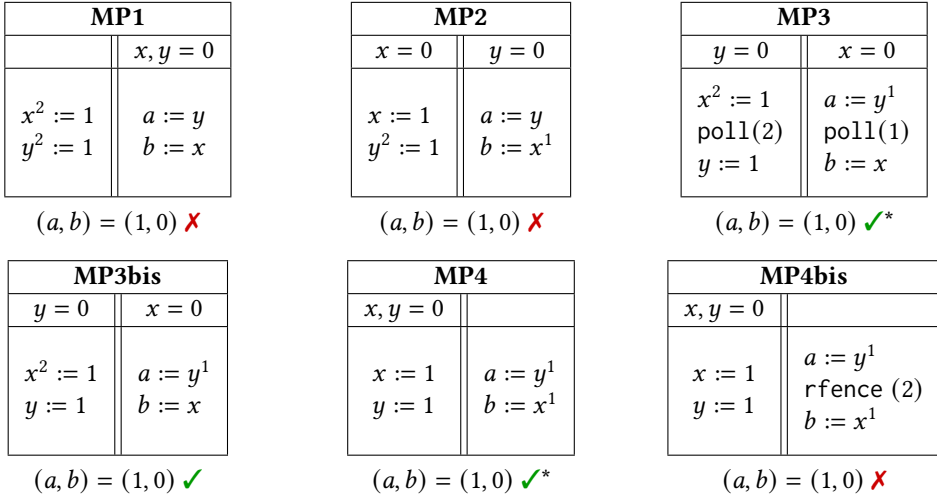 MP1
x, y = 0
x² := 1 a := y
y² := 1 b := x
(a, b) = (1, 0) ✗
MP2
x = 0 y = 0
x := 1 a := y
y² := 1 b := x¹
(a, b) = (1, 0) ✗
MP3
y = 0 x = 0
x² := 1 a := y¹
poll(2) poll(1)
y := 1 b := x
(a, b) = (1, 0) ✓*
MP3bis
y = 0 x = 0
x² := 1 a := y¹
y := 1 b := x
(a, b) = (1, 0) ✓
MP4
x, y = 0
x := 1 a := y¹
y := 1 b := x¹
(a, b) = (1, 0) ✓*
MP4bis
x, y = 0
a := y¹
x := 1 rfence (2)
y := 1 b := x¹
(a, b) = (1, 0) ✗